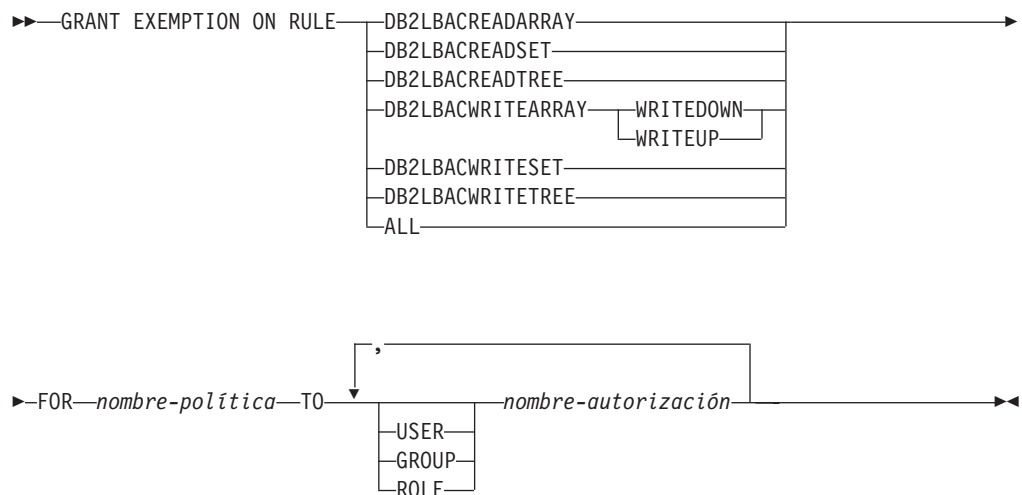 GRANT EXEMPTION ON RULE DB2LBACREADARRAY
DB2LBACREADSET
DB2LBACREADTREE
DB2LBACWRITEARRAY WRITEDOWN
WRITEUP
DB2LBACWRITESET
DB2LBACWRITETREE
ALL
,
FOR nombre-política TO nombre-autorización
USER
GROUP
ROLE